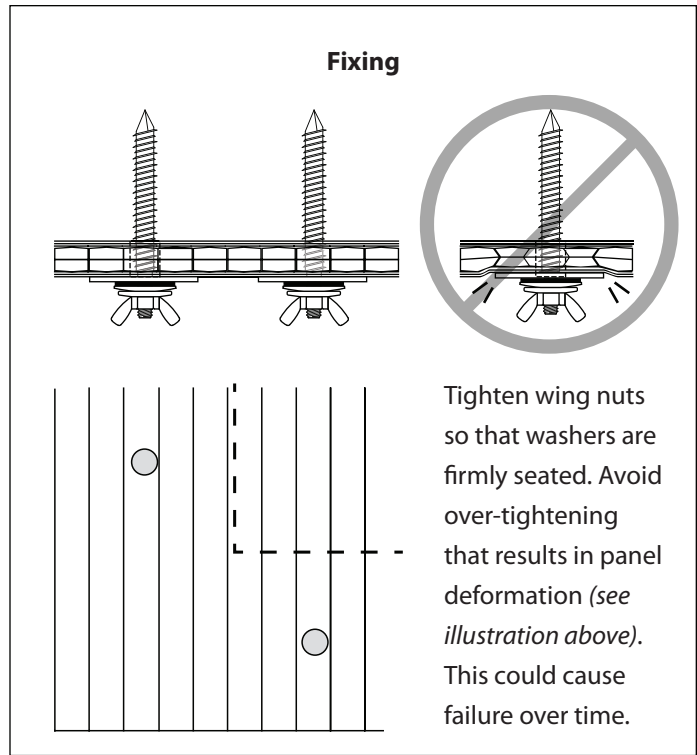 Fixing
Tighten wing nuts
so that washers are
firmly seated. Avoid
over-tightening
that results in panel
deformation (see
illustration above).
This could cause
failure over time.